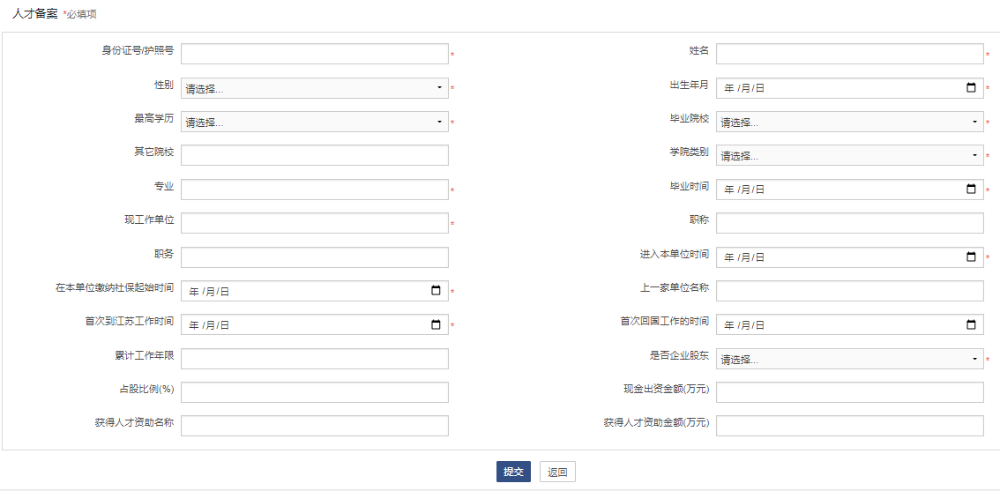 人才备案 *必填项
身份证号/护照号 * 姓名 *
性别 请选择... * 出生年月 年 /月/日 *
最高学历 请选择... * 毕业院校 请选择... *
其它院校 学院类别 请选择... *
专业 * 毕业时间 年 /月/日 *
现工作单位 * 职称
职务 进入本单位时间 年 /月/日 *
在本单位缴纳社保起始时间 年 /月/日 * 上一家单位名称
首次到江苏工作时间 年 /月/日 * 首次回国工作的时间 年 /月/日
累计工作年限 是否企业股东 请选择... *
占股比例(%) 现金出资金额(万元)
获得人才资助名称 获得人才资助金额(万元)
提交 返回